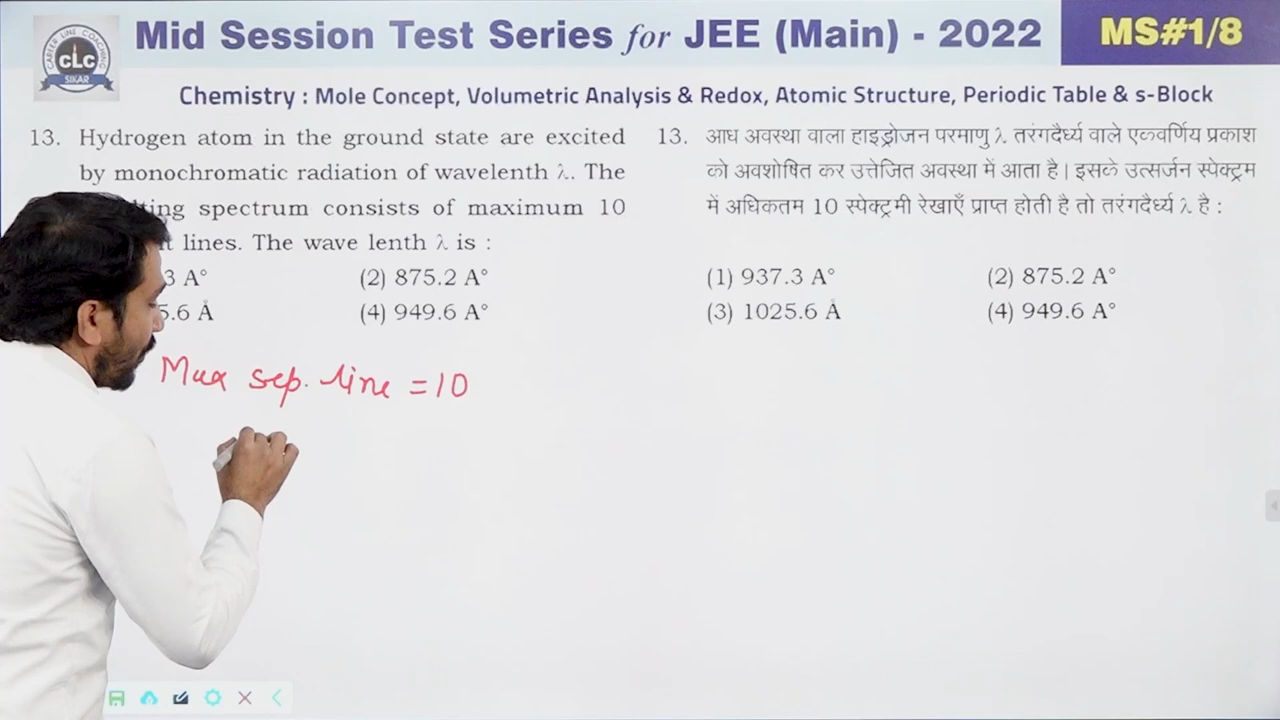 Mid Session Test Series for JEE (Main) - 2022
MS#1/8
CAREER LINE COACHING
CLC
SIKAR
Chemistry : Mole Concept, Volumetric Analysis & Redox, Atomic Structure, Periodic Table & s-Block
13. Hydrogen atom in the ground state are excited
by monochromatic radiation of wavelenth λ. The
ting spectrum consists of maximum 10
t lines. The wave lenth λ is :
3 A° (2) 875.2 A°
5.6 Å (4) 949.6 A°
13. आध अवस्था वाला हाइड्रोजन परमाणु λ तरंगदैर्ध्य वाले एकवर्णिय प्रकाश
को अवशोषित कर उत्तेजित अवस्था में आता है। इसके उत्सर्जन स्पेक्ट्रम
में अधिकतम 10 स्पेक्ट्रमी रेखाएँ प्राप्त होती है तो तरंगदैर्ध्य λ है :
(1) 937.3 A° (2) 875.2 A°
(3) 1025.6 Å (4) 949.6 A°
Max sep. line = 10